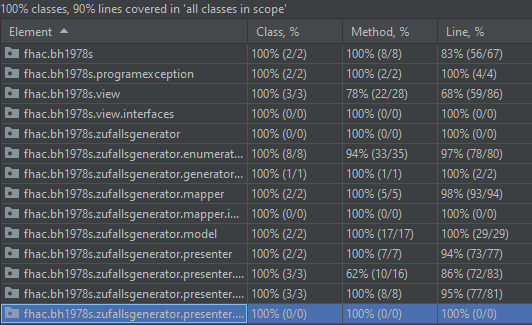 100% classes, 90% lines covered in 'all classes in scope'
Element Class, % Method, % Line, %
fhac.bh1978s 100% (2/2) 100% (8/8) 83% (56/67)
fhac.bh1978s.programexception 100% (2/2) 100% (2/2) 100% (4/4)
fhac.bh1978s.view 100% (3/3) 78% (22/28) 68% (59/86)
fhac.bh1978s.view.interfaces 100% (0/0) 100% (0/0) 100% (0/0)
fhac.bh1978s.zufallsgenerator 100% (0/0) 100% (0/0) 100% (0/0)
fhac.bh1978s.zufallsgenerator.enumerat... 100% (8/8) 94% (33/35) 97% (78/80)
fhac.bh1978s.zufallsgenerator.generator... 100% (1/1) 100% (1/1) 100% (2/2)
fhac.bh1978s.zufallsgenerator.mapper 100% (2/2) 100% (5/5) 98% (93/94)
fhac.bh1978s.zufallsgenerator.mapper.i... 100% (0/0) 100% (0/0) 100% (0/0)
fhac.bh1978s.zufallsgenerator.model 100% (2/2) 100% (17/17) 100% (29/29)
fhac.bh1978s.zufallsgenerator.presenter 100% (2/2) 100% (7/7) 94% (73/77)
fhac.bh1978s.zufallsgenerator.presenter.... 100% (3/3) 62% (10/16) 86% (72/83)
fhac.bh1978s.zufallsgenerator.presenter.... 100% (3/3) 100% (8/8) 95% (77/81)
fhac.bh1978s.zufallsgenerator.presenter.... 100% (0/0) 100% (0/0) 100% (0/0)